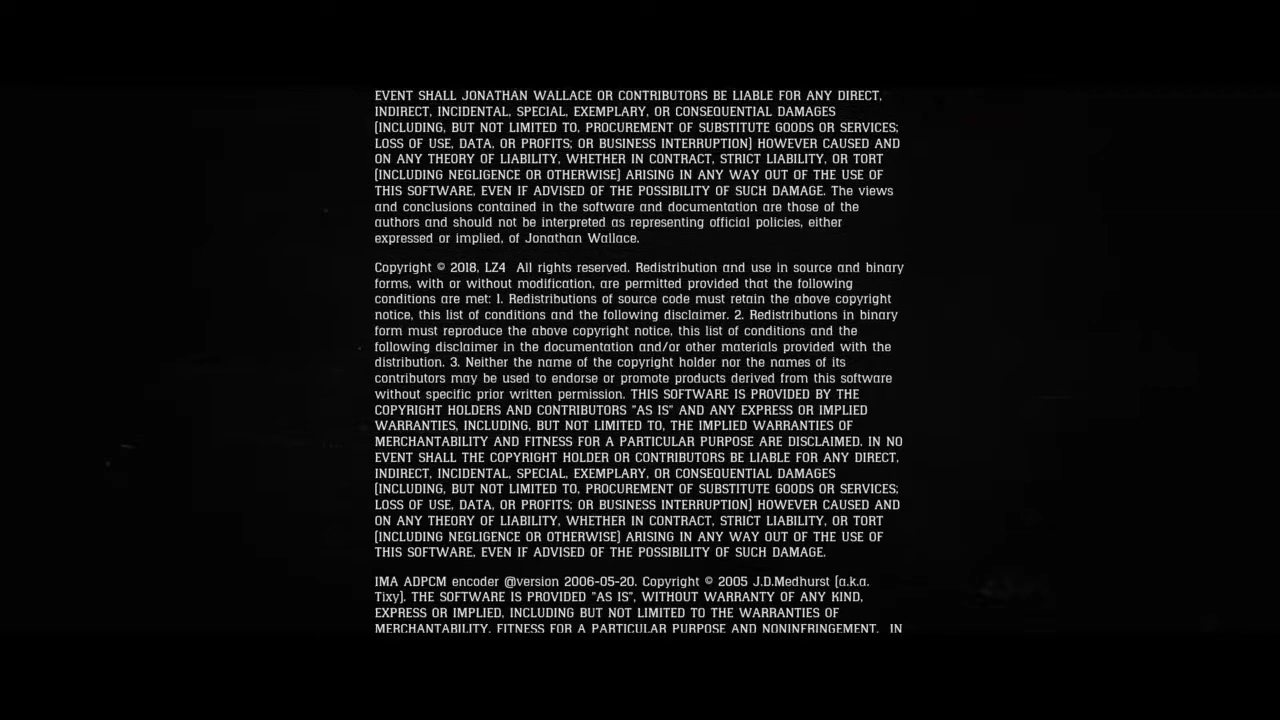 EVENT SHALL JONATHAN WALLACE OR CONTRIBUTORS BE LIABLE FOR ANY DIRECT,
INDIRECT, INCIDENTAL, SPECIAL, EXEMPLARY, OR CONSEQUENTIAL DAMAGES
[INCLUDING, BUT NOT LIMITED TO, PROCUREMENT OF SUBSTITUTE GOODS OR SERVICES;
LOSS OF USE, DATA, OR PROFITS; OR BUSINESS INTERRUPTION] HOWEVER CAUSED AND
ON ANY THEORY OF LIABILITY, WHETHER IN CONTRACT, STRICT LIABILITY, OR TORT
[INCLUDING NEGLIGENCE OR OTHERWISE] ARISING IN ANY WAY OUT OF THE USE OF
THIS SOFTWARE, EVEN IF ADVISED OF THE POSSIBILITY OF SUCH DAMAGE. The views
and conclusions contained in the software and documentation are those of the
authors and should not be interpreted as representing official policies, either
expressed or implied, of Jonathan Wallace.
Copyright © 2018, LZ4  All rights reserved. Redistribution and use in source and binary
forms, with or without modification, are permitted provided that the following
conditions are met: 1. Redistributions of source code must retain the above copyright
notice, this list of conditions and the following disclaimer. 2. Redistributions in binary
form must reproduce the above copyright notice, this list of conditions and the
following disclaimer in the documentation and/or other materials provided with the
distribution. 3. Neither the name of the copyright holder nor the names of its
contributors may be used to endorse or promote products derived from this software
without specific prior written permission. THIS SOFTWARE IS PROVIDED BY THE
COPYRIGHT HOLDERS AND CONTRIBUTORS "AS IS" AND ANY EXPRESS OR IMPLIED
WARRANTIES, INCLUDING, BUT NOT LIMITED TO, THE IMPLIED WARRANTIES OF
MERCHANTABILITY AND FITNESS FOR A PARTICULAR PURPOSE ARE DISCLAIMED. IN NO
EVENT SHALL THE COPYRIGHT HOLDER OR CONTRIBUTORS BE LIABLE FOR ANY DIRECT,
INDIRECT, INCIDENTAL, SPECIAL, EXEMPLARY, OR CONSEQUENTIAL DAMAGES
[INCLUDING, BUT NOT LIMITED TO, PROCUREMENT OF SUBSTITUTE GOODS OR SERVICES;
LOSS OF USE, DATA, OR PROFITS; OR BUSINESS INTERRUPTION] HOWEVER CAUSED AND
ON ANY THEORY OF LIABILITY, WHETHER IN CONTRACT, STRICT LIABILITY, OR TORT
[INCLUDING NEGLIGENCE OR OTHERWISE] ARISING IN ANY WAY OUT OF THE USE OF
THIS SOFTWARE, EVEN IF ADVISED OF THE POSSIBILITY OF SUCH DAMAGE.
IMA ADPCM encoder @version 2006-05-20. Copyright © 2005 J.D.Medhurst [a.k.a.
Tixy]. THE SOFTWARE IS PROVIDED "AS IS", WITHOUT WARRANTY OF ANY KIND,
EXPRESS OR IMPLIED, INCLUDING BUT NOT LIMITED TO THE WARRANTIES OF
MERCHANTABILITY, FITNESS FOR A PARTICULAR PURPOSE AND NONINFRINGEMENT.  IN